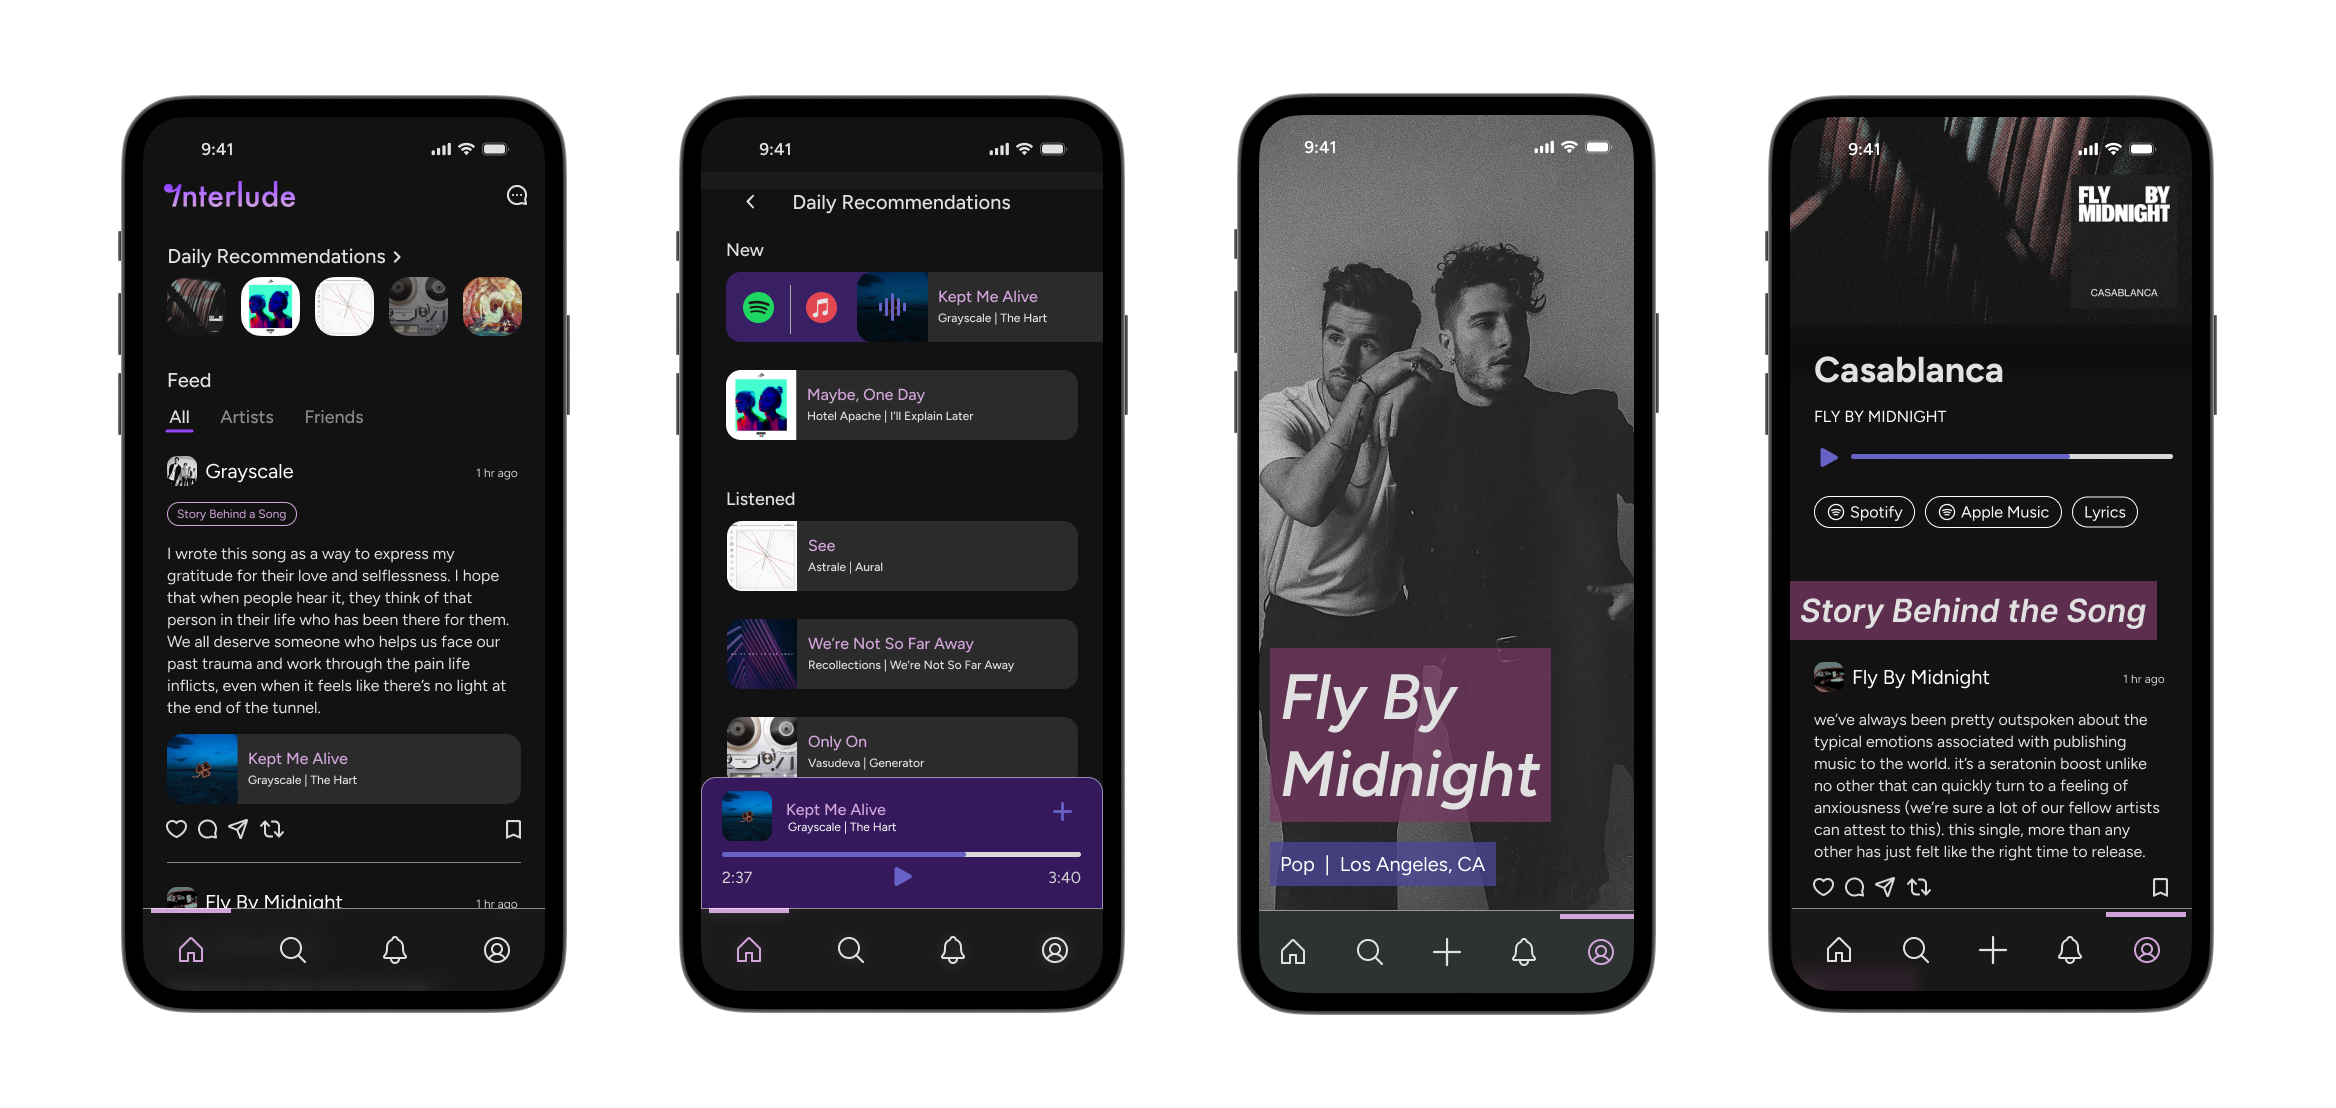 9:41
Interlude
Daily Recommendations >
Feed
All Artists Friends
Grayscale 1 hr ago
Story Behind a Song
I wrote this song as a way to express my
gratitude for their love and selflessness. I hope
that when people hear it, they think of that
person in their life who has been there for them.
We all deserve someone who helps us face our
past trauma and work through the pain life
inflicts, even when it feels like there's no light at
the end of the tunnel.
Kept Me Alive
Grayscale | The Hart
Fly By Midnight 1 hr ago
9:41
Daily Recommendations
New
Kept Me Alive
Grayscale | The Hart
Maybe, One Day
Hotel Apache | I'll Explain Later
Listened
See
Astrale | Aural
We're Not So Far Away
Recollections | We're Not So Far Away
Only On
Vasudeva | Generator
Kept Me Alive
Grayscale | The Hart
2:37 3:40
9:41
Fly By
Midnight
Pop | Los Angeles, CA
9:41
FLY BY
MIDNIGHT
CASABLANCA
Casablanca
FLY BY MIDNIGHT
Spotify Apple Music Lyrics
Story Behind the Song
Fly By Midnight 1 hr ago
we've always been pretty outspoken about the
typical emotions associated with publishing
music to the world. it's a seratonin boost unlike
no other that can quickly turn to a feeling of
anxiousness (we're sure a lot of our fellow artists
can attest to this). this single, more than any
other has just felt like the right time to release.